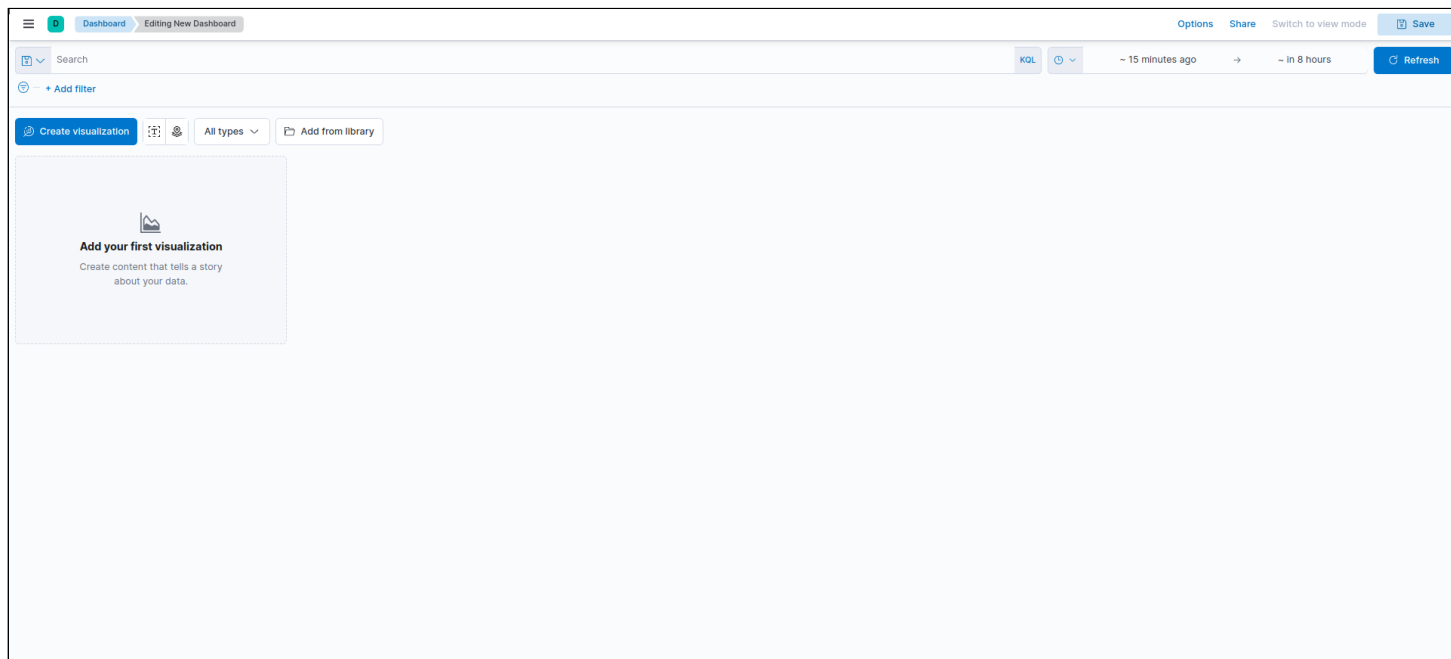 D Dashboard Editing New Dashboard Options Share Switch to view mode Save
Search KQL ~ 15 minutes ago → ~ in 8 hours Refresh
+ Add filter
Create visualization T All types Add from library
Add your first visualization
Create content that tells a story
about your data.